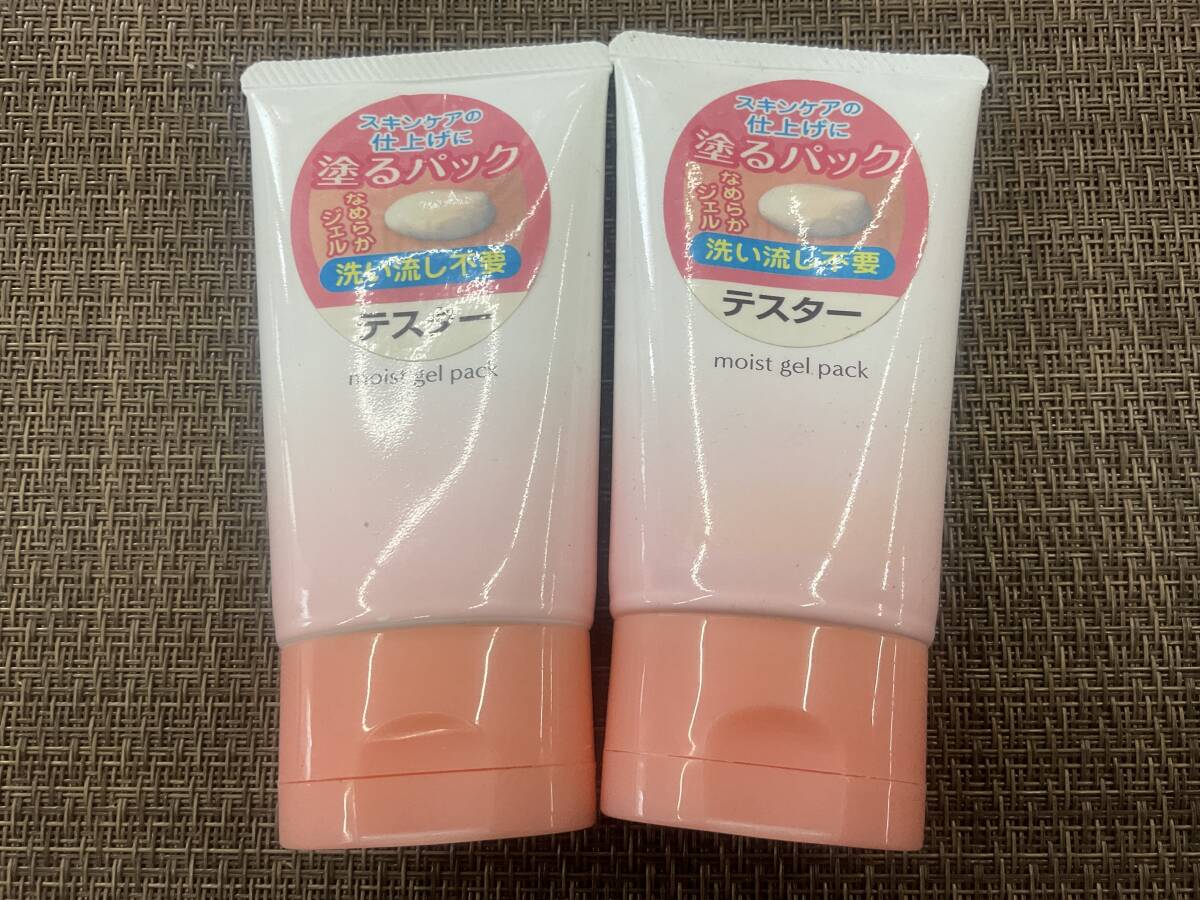 スキンケアの
仕上げに
塗るパック
なめらか
ジェル
洗い流し不要
テスター
moist gel pack
スキンケアの
仕上げに
塗るパック
なめらか
ジェル
洗い流し不要
テスター
moist gel pack